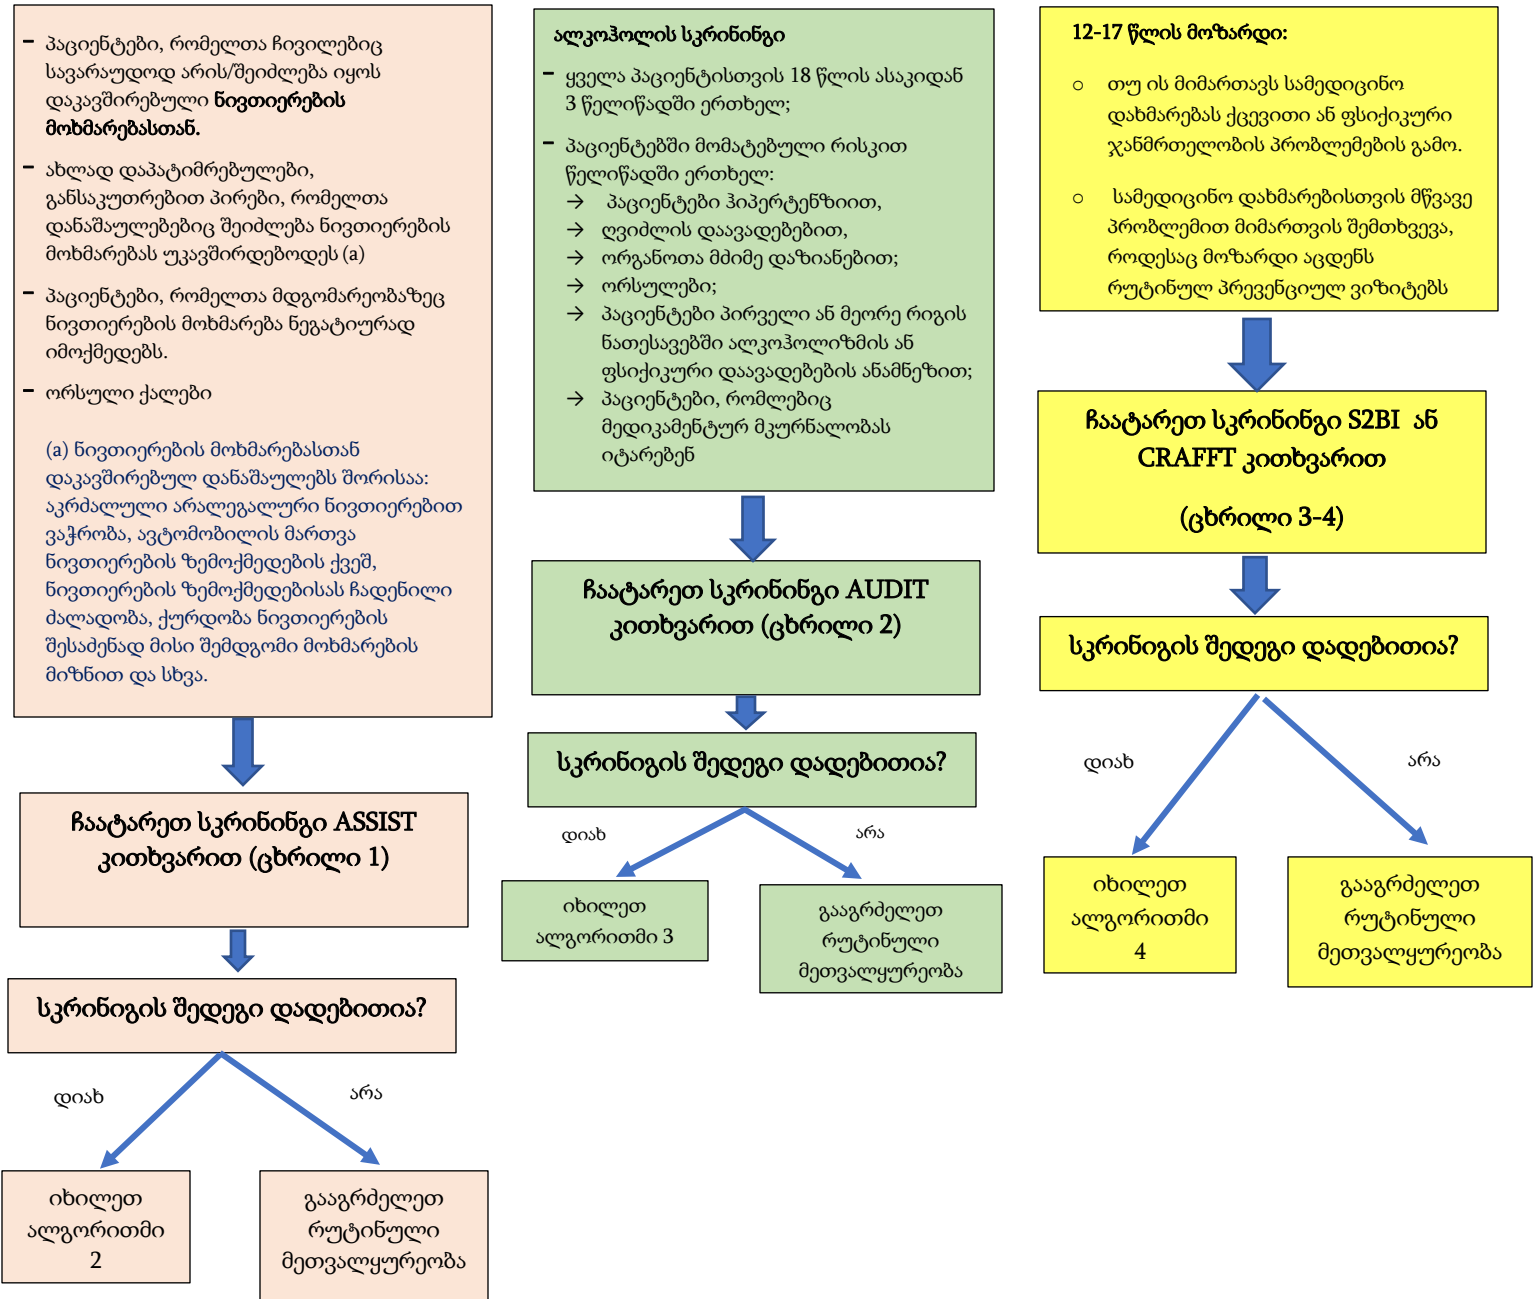 – პაციენტები, რომელთა ჩივილებიც
სავარაუდოდ არის/შეიძლება იყოს
დაკავშირებული ნივთიერების
მოხმარებასთან.
– ახლად დაპატიმრებულები,
განსაკუთრებით პირები, რომელთა
დანაშაულებებიც შეიძლება ნივთიერების
მოხმარებას უკავშირდებოდეს (a)
– პაციენტები, რომელთა მდგომარეობაზეც
ნივთიერების მოხმარება ნეგატიურად
იმოქმედებს.
– ორსული ქალები
(a) ნივთიერების მოხმარებასთან
დაკავშირებულ დანაშაულებს შორისაა:
აკრძალული არალეგალური ნივთიერებით
ვაჭრობა, ავტომობილის მართვა
ნივთიერების ზემოქმედების ქვეშ,
ნივთიერების ზემოქმედებისას ჩადენილი
ძალადობა, ქურდობა ნივთიერების
შესაძენად მისი შემდგომი მოხმარების
მიზნით და სხვა.
ჩაატარეთ სკრინინგი ASSIST
კითხვარით (ცხრილი 1)
სკრინიგის შედეგი დადებითია?
დიახ
არა
იხილეთ
ალგორითმი
2
გააგრძელეთ
რუტინული
მეთვალყურეობა
ალკოჰოლის სკრინინგი
– ყველა პაციენტისთვის 18 წლის ასაკიდან
3 წელიწადში ერთხელ;
– პაციენტებში მომატებული რისკით
წელიწადში ერთხელ:
→ პაციენტები ჰიპერტენზიით,
→ ღვიძლის დაავადებებით,
→ ორგანოთა მძიმე დაზიანებით;
→ ორსულები;
→ პაციენტები პირველი ან მეორე რიგის
ნათესავებში ალკოჰოლიზმის ან
ფსიქიკური დაავადებების ანამნეზით;
→ პაციენტები, რომლებიც
მედიკამენტურ მკურნალობას
იტარებენ
ჩაატარეთ სკრინინგი AUDIT
კითხვარით (ცხრილი 2)
სკრინიგის შედეგი დადებითია?
დიახ
არა
იხილეთ
ალგორითმი 3
გააგრძელეთ
რუტინული
მეთვალყურეობა
12-17 წლის მოზარდი:
○ თუ ის მიმართავს სამედიცინო
დახმარებას ქცევითი ან ფსიქიკური
ჯანმრთელობის პრობლემების გამო.
○ სამედიცინო დახმარებისთვის მწვავე
პრობლემით მიმართვის შემთხვევა,
როდესაც მოზარდი აცდენს
რუტინულ პრევენციულ ვიზიტებს
ჩაატარეთ სკრინინგი S2BI ან
CRAFFT კითხვარით
(ცხრილი 3-4)
სკრინიგის შედეგი დადებითია?
დიახ
არა
იხილეთ
ალგორითმი
4
გააგრძელეთ
რუტინული
მეთვალყურეობა